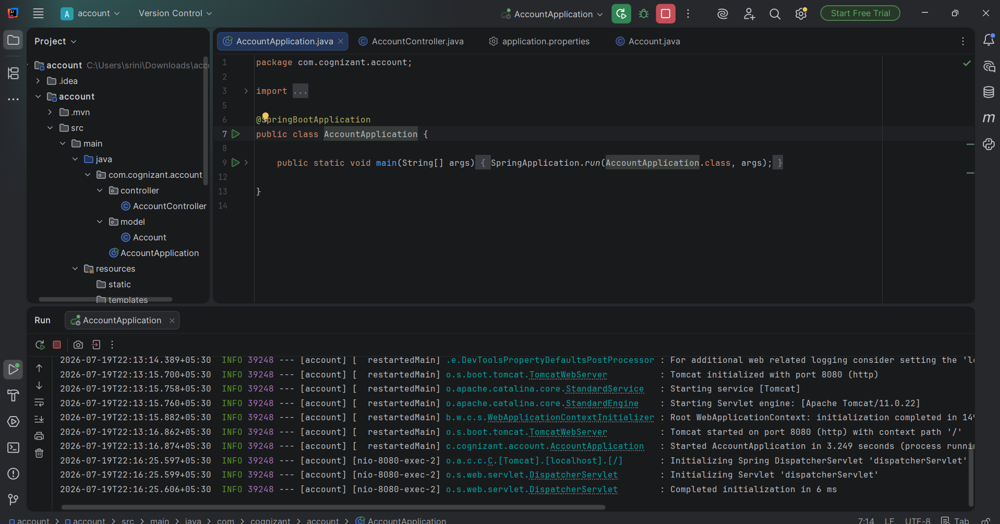 A account Version Control AccountApplication Start Free Trial
Project
AccountApplication.java AccountController.java application.properties Account.java
account C:\Users\srini\Downloads\acc
.idea
account
.mvn
src
main
java
com.cognizant.account
controller
AccountController
model
Account
AccountApplication
resources
static
templates
1 package com.cognizant.account;
2
3 import ...
5
6 @SpringBootApplication
7 public class AccountApplication {
8
9 public static void main(String[] args) { SpringApplication.run(AccountApplication.class, args); }
12
13 }
14
m
Run AccountApplication
2026-07-19T22:13:14.389+05:30 INFO 39248 --- [account] [ restartedMain] .e.DevToolsPropertyDefaultsPostProcessor : For additional web related logging consider setting the
2026-07-19T22:13:15.700+05:30 INFO 39248 --- [account] [ restartedMain] o.s.boot.tomcat.TomcatWebServer : Tomcat initialized with port 8080 (http)
2026-07-19T22:13:15.758+05:30 INFO 39248 --- [account] [ restartedMain] o.apache.catalina.core.StandardService : Starting service [Tomcat]
2026-07-19T22:13:15.760+05:30 INFO 39248 --- [account] [ restartedMain] o.apache.catalina.core.StandardEngine : Starting Servlet engine: [Apache Tomcat/11.0.22]
2026-07-19T22:13:15.882+05:30 INFO 39248 --- [account] [ restartedMain] b.w.c.s.WebApplicationContextInitializer : Root WebApplicationContext: initialization completed in 14
2026-07-19T22:13:16.862+05:30 INFO 39248 --- [account] [ restartedMain] o.s.boot.tomcat.TomcatWebServer : Tomcat started on port 8080 (http) with context path '/'
2026-07-19T22:13:16.874+05:30 INFO 39248 --- [account] [ restartedMain] c.cognizant.account.AccountApplication : Started AccountApplication in 3.249 seconds (process runni
2026-07-19T22:16:25.597+05:30 INFO 39248 --- [account] [nio-8080-exec-2] o.a.c.c.C.[Tomcat].[localhost].[/] : Initializing Spring DispatcherServlet 'dispatcherServlet'
2026-07-19T22:16:25.599+05:30 INFO 39248 --- [account] [nio-8080-exec-2] o.s.web.servlet.DispatcherServlet : Initializing Servlet 'dispatcherServlet'
2026-07-19T22:16:25.606+05:30 INFO 39248 --- [account] [nio-8080-exec-2] o.s.web.servlet.DispatcherServlet : Completed initialization in 6 ms
account > account > src > main > java > com > cognizant > account > AccountApplication 7:14 LF UTF-8 Tab